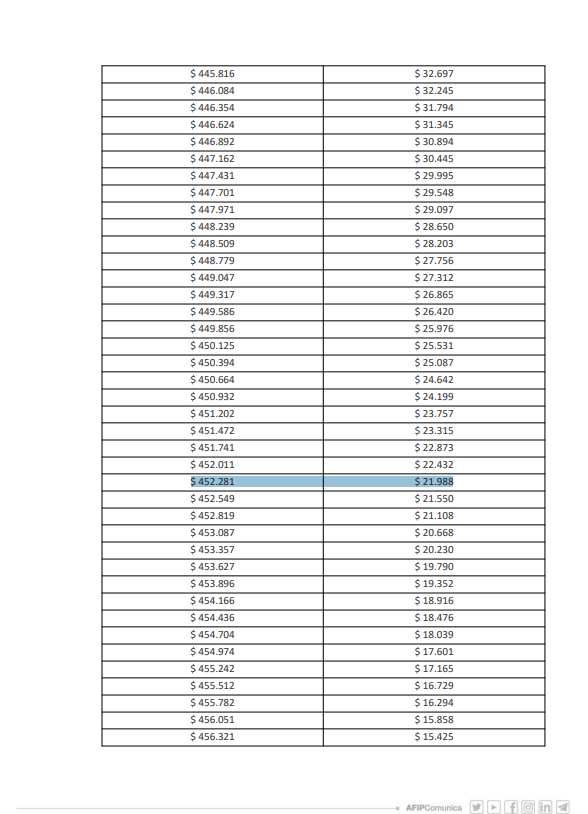 $ 445.816 $ 32.697
$ 446.084 $ 32.245
$ 446.354 $ 31.794
$ 446.624 $ 31.345
$ 446.892 $ 30.894
$ 447.162 $ 30.445
$ 447.431 $ 29.995
$ 447.701 $ 29.548
$ 447.971 $ 29.097
$ 448.239 $ 28.650
$ 448.509 $ 28.203
$ 448.779 $ 27.756
$ 449.047 $ 27.312
$ 449.317 $ 26.865
$ 449.586 $ 26.420
$ 449.856 $ 25.976
$ 450.125 $ 25.531
$ 450.394 $ 25.087
$ 450.664 $ 24.642
$ 450.932 $ 24.199
$ 451.202 $ 23.757
$ 451.472 $ 23.315
$ 451.741 $ 22.873
$ 452.011 $ 22.432
$ 452.281 $ 21.988
$ 452.549 $ 21.550
$ 452.819 $ 21.108
$ 453.087 $ 20.668
$ 453.357 $ 20.230
$ 453.627 $ 19.790
$ 453.896 $ 19.352
$ 454.166 $ 18.916
$ 454.436 $ 18.476
$ 454.704 $ 18.039
$ 454.974 $ 17.601
$ 455.242 $ 17.165
$ 455.512 $ 16.729
$ 455.782 $ 16.294
$ 456.051 $ 15.858
$ 456.321 $ 15.425
AFIPComunica